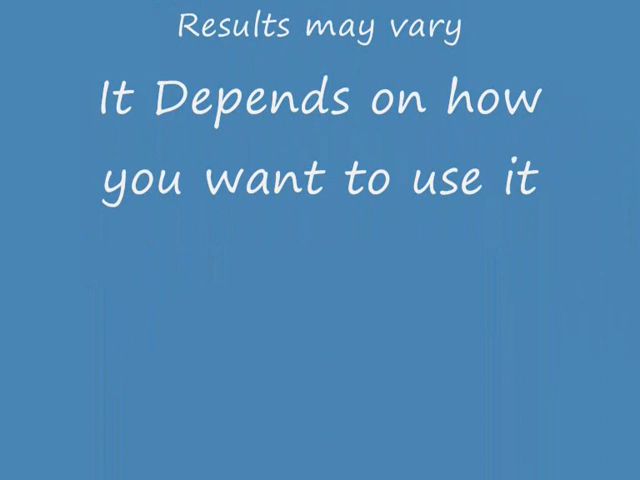 Results may vary
It Depends on how
you want to use it